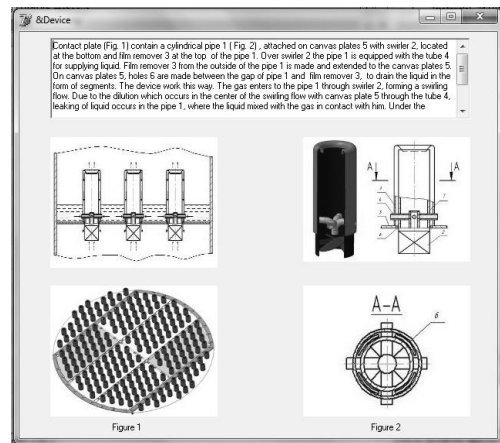 &Device
Contact plate (Fig. 1) contain a cylindrical pipe 1 ( Fig. 2) , attached on canvas plates 5 with swirler 2, located
at the bottom and film remover 3 at the top of the pipe 1. Over swirler 2 the pipe 1 is equipped with the tube 4
for supplying liquid. Film remover 3 from the outside of the pipe 1 is made and extended to the canvas plates 5.
On canvas plates 5, holes 6 are made between the gap of pipe 1 and film remover 3, to drain the liquid in the
form of segments. The device work this way. The gas enters to the pipe 1 through swirler 2, forming a swirling
flow. Due to the dilution which occurs in the center of the swirling flow with canvas plate 5 through the tube 4,
leaking of liquid occurs in the pipe 1, where the liquid mixed with the gas in contact with him. Under the
A A
3 1
4
5
6 2
A-A
6
Figure 1 Figure 2